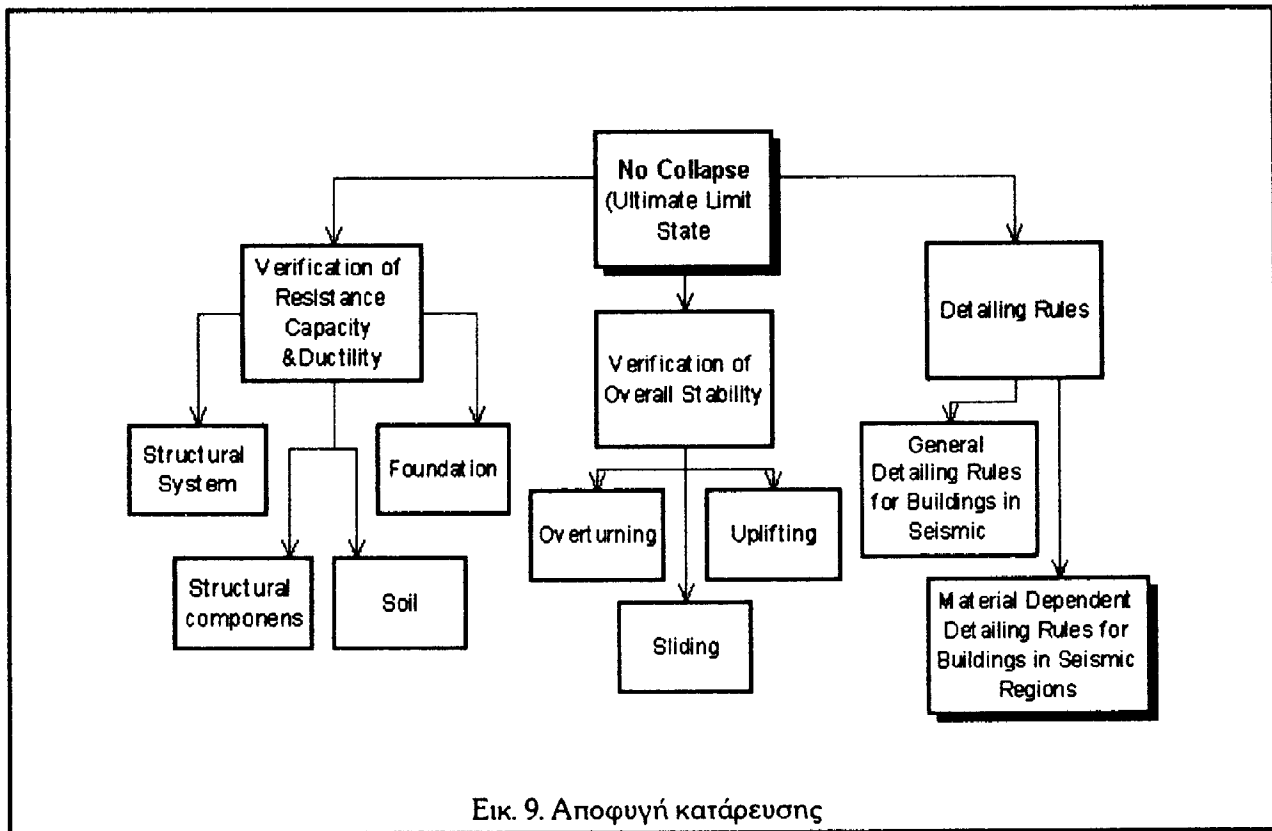 No Collapse
(Ultimate Limit
State
Verification of
Resistance
Capacity
&Ductility
Structural
System
Structural
componens
Soil
Foundation
Verification of
Overall Stability
Overturning
Sliding
Uplifting
Detailing Rules
General
Detailing Rules
for Buildings in
Seismic
Material Dependent
Detailing Rules for
Buildings in Seismic
Regions
Εικ. 9. Αποφυγή κατάρευσης